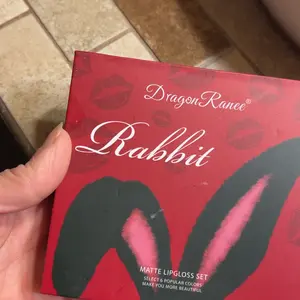 DragonRanee®
Rabbit
MATTE LIPGLOSS SET
SELECT 6 POPULAR COLORS
MAKE YOU MORE BEAUTIFUL